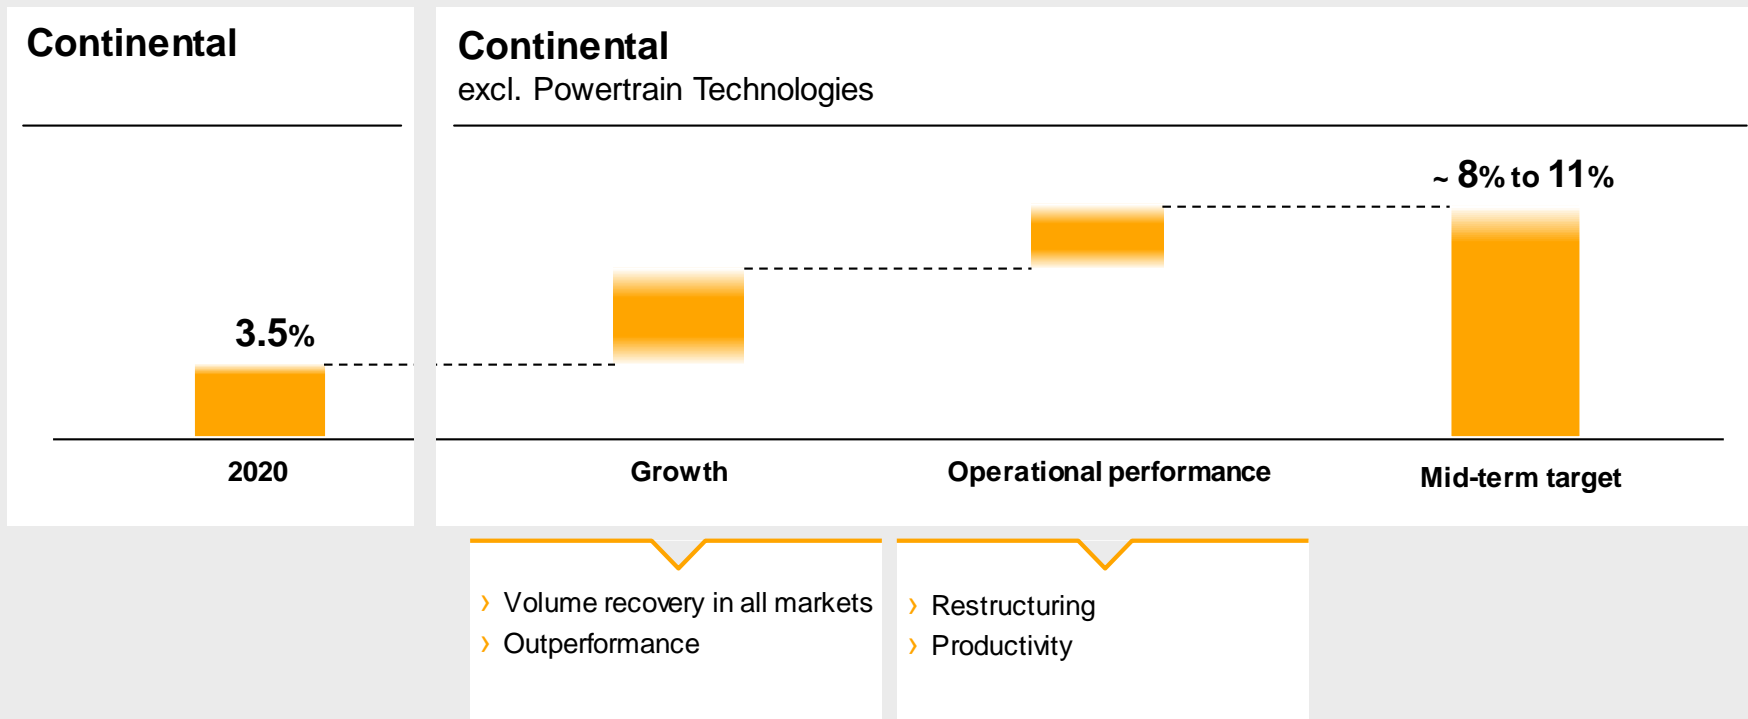 Continental
Continental
excl. Powertrain Technologies
3.5%
~ 8% to 11%
2020
Growth
Operational performance
Mid-term target
› Volume recovery in all markets
› Outperformance
› Restructuring
› Productivity